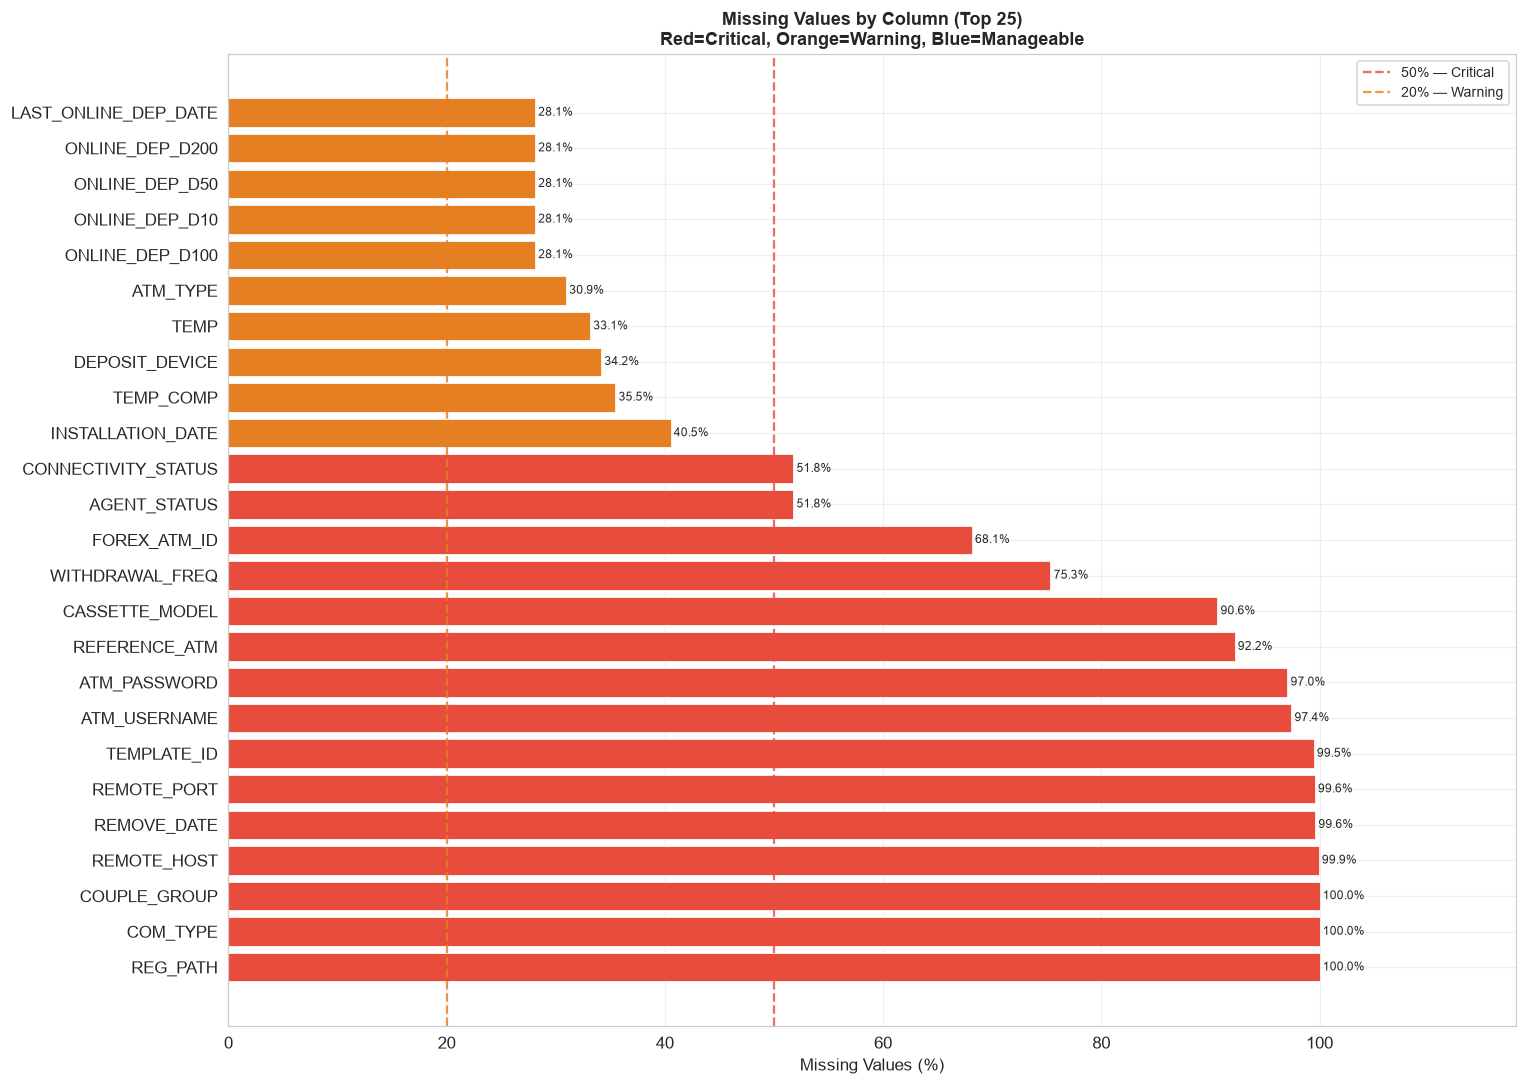 Missing Values by Column (Top 25)
Red=Critical, Orange=Warning, Blue=Manageable
50% — Critical
20% — Warning
LAST_ONLINE_DEP_DATE 28.1%
ONLINE_DEP_D200 28.1%
ONLINE_DEP_D50 28.1%
ONLINE_DEP_D10 28.1%
ONLINE_DEP_D100 28.1%
ATM_TYPE 30.9%
TEMP 33.1%
DEPOSIT_DEVICE 34.2%
TEMP_COMP 35.5%
INSTALLATION_DATE 40.5%
CONNECTIVITY_STATUS 51.8%
AGENT_STATUS 51.8%
FOREX_ATM_ID 68.1%
WITHDRAWAL_FREQ 75.3%
CASSETTE_MODEL 90.6%
REFERENCE_ATM 92.2%
ATM_PASSWORD 97.0%
ATM_USERNAME 97.4%
TEMPLATE_ID 99.5%
REMOTE_PORT 99.6%
REMOVE_DATE 99.6%
REMOTE_HOST 99.9%
COUPLE_GROUP 100.0%
COM_TYPE 100.0%
REG_PATH 100.0%
0 20 40 60 80 100
Missing Values (%)